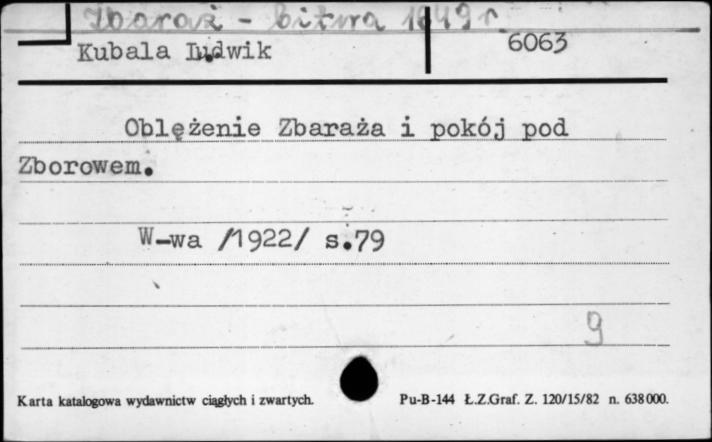 Zbaraż - bitwa 1649 r.
Kubala Ludwik 6063
Oblężenie Zbaraża i pokój pod
Zborowem.
W-wa /1922/ s.79
9
Karta katalogowa wydawnictw ciągłych i zwartych. Pu-B-144 Ł.Z.Graf. Z. 120/15/82 n. 638000.